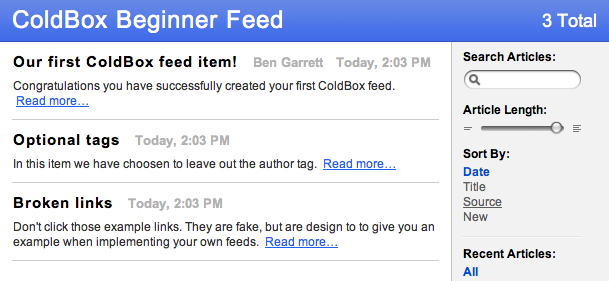 ColdBox Beginner Feed
3 Total
Our first ColdBox feed item! Ben Garrett Today, 2:03 PM
Congratulations you have successfully created your first ColdBox feed.
Read more…
Optional tags Today, 2:03 PM
In this item we have choosen to leave out the author tag. Read more…
Broken links Today, 2:03 PM
Don't click those example links. They are fake, but are design to to give you an
example when implementing your own feeds. Read more…
Search Articles:
Article Length:
Sort By:
Date
Title
Source
New
Recent Articles:
All